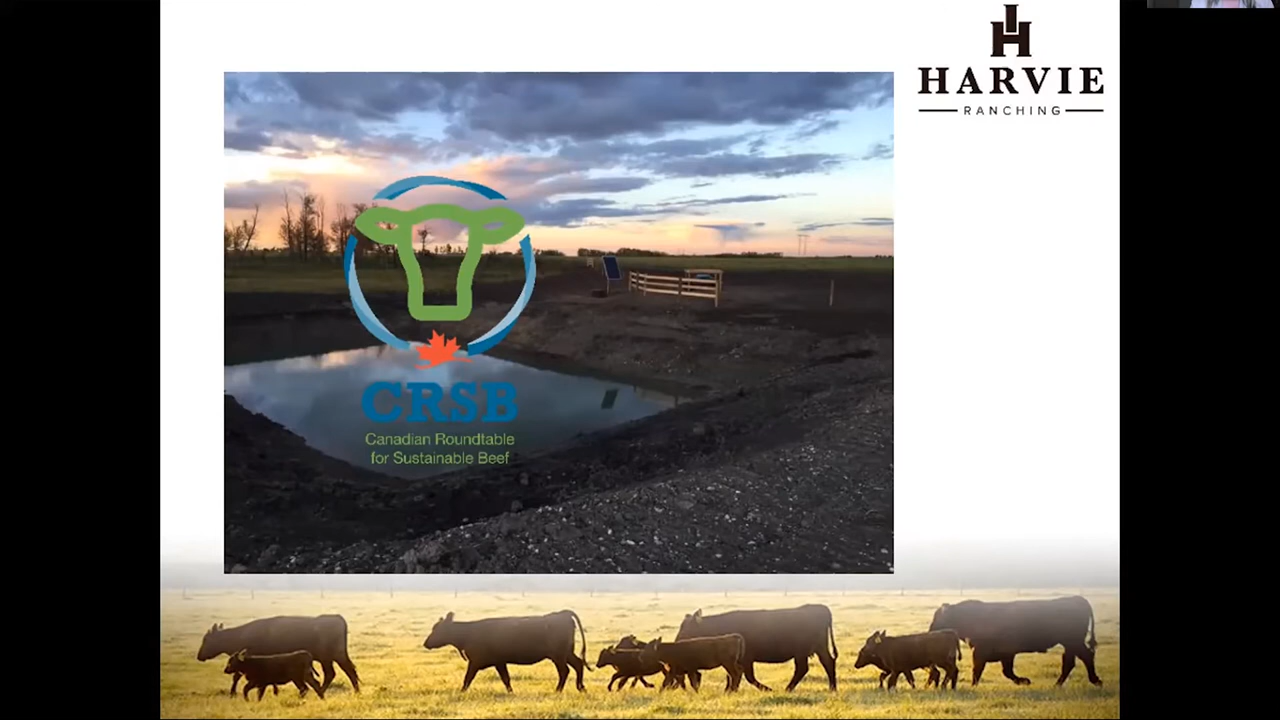 HARVIE
RANCHING
CRSB
Canadian Roundtable
for Sustainable Beef